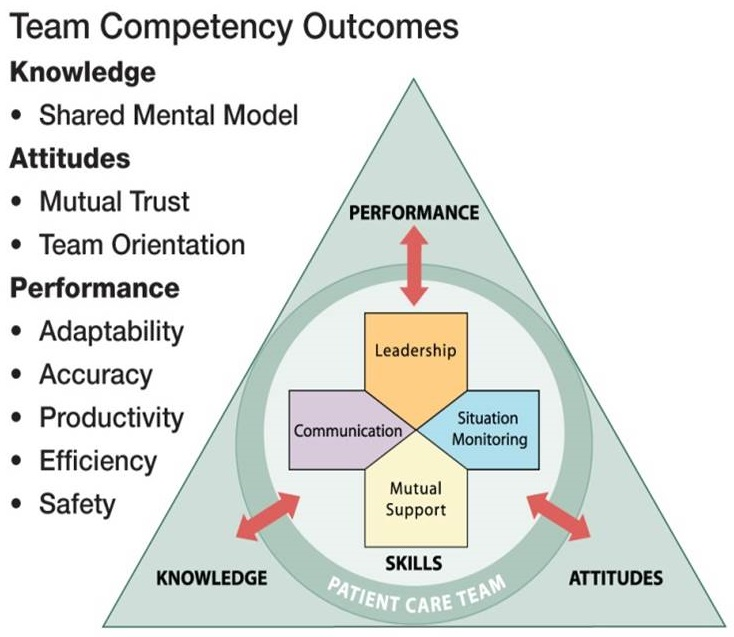 Team Competency Outcomes
Knowledge
• Shared Mental Model
Attitudes
• Mutual Trust
• Team Orientation
Performance
• Adaptability
• Accuracy
• Productivity
• Efficiency
• Safety
PERFORMANCE
Leadership
Communication
Situation
Monitoring
Mutual
Support
SKILLS
KNOWLEDGE
ATTITUDES
PATIENT CARE TEAM